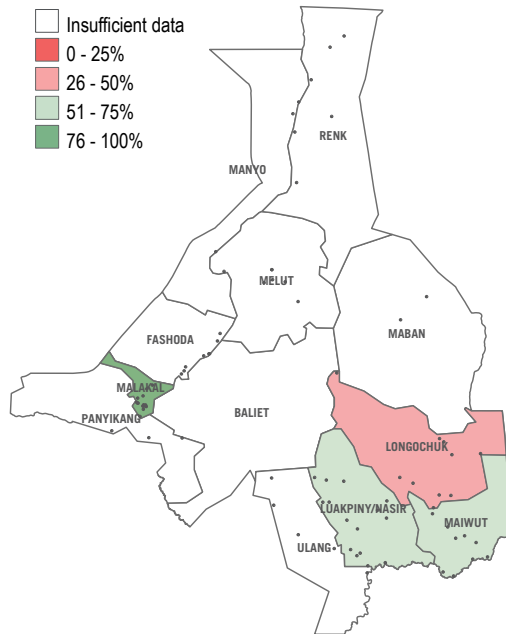 Insufficient data
0 - 25%
26 - 50%
51 - 75%
76 - 100%
RENK
MANYO
MELUT
FASHODA
MABAN
MALAKAL
PANYIKANG
BALIET
LONGOCHUK
LUAKPINY/NASIR
MAIWUT
ULANG